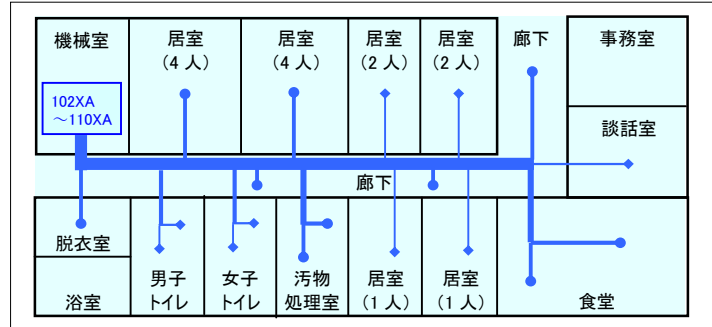 機械室
居室
（4 人）
居室
（4 人）
居室
（2 人）
居室
（2 人）
廊下
事務室
102XA
～110XA
談話室
廊下
脱衣室
浴室
男子
トイレ
女子
トイレ
汚物
処理室
居室
（1 人）
居室
（1 人）
食堂